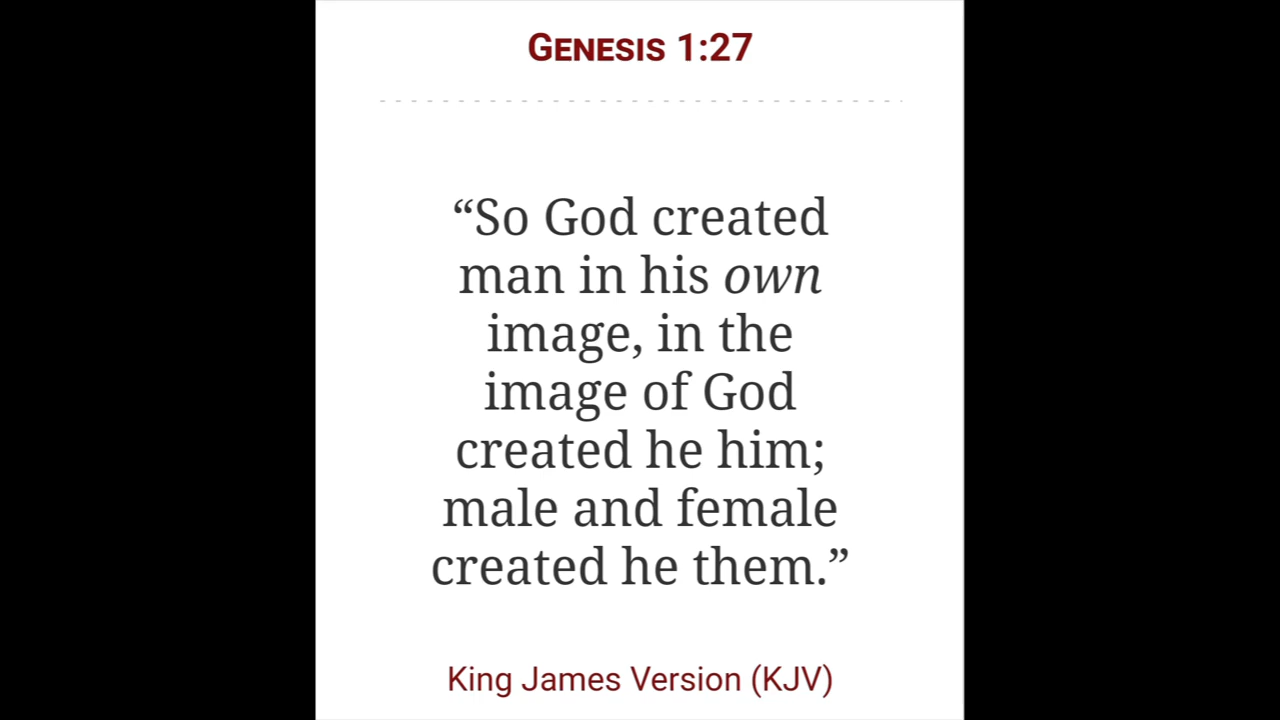 GENESIS 1:27
“So God created
man in his own
image, in the
image of God
created he him;
male and female
created he them.”
King James Version (KJV)